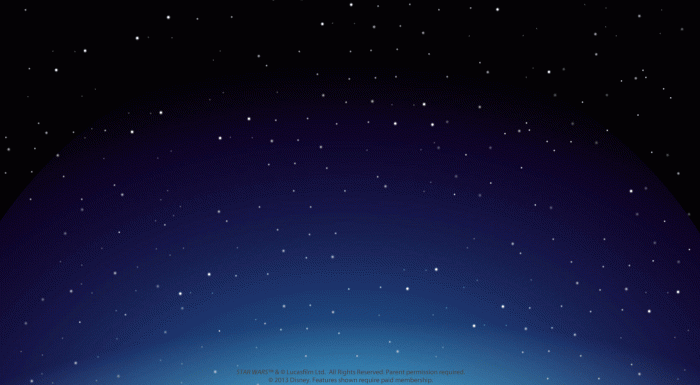 STAR WARS™ & © Lucasfilm Ltd. All Rights Reserved. Parent permission required.
© 2013 Disney. Features shown require paid membership.